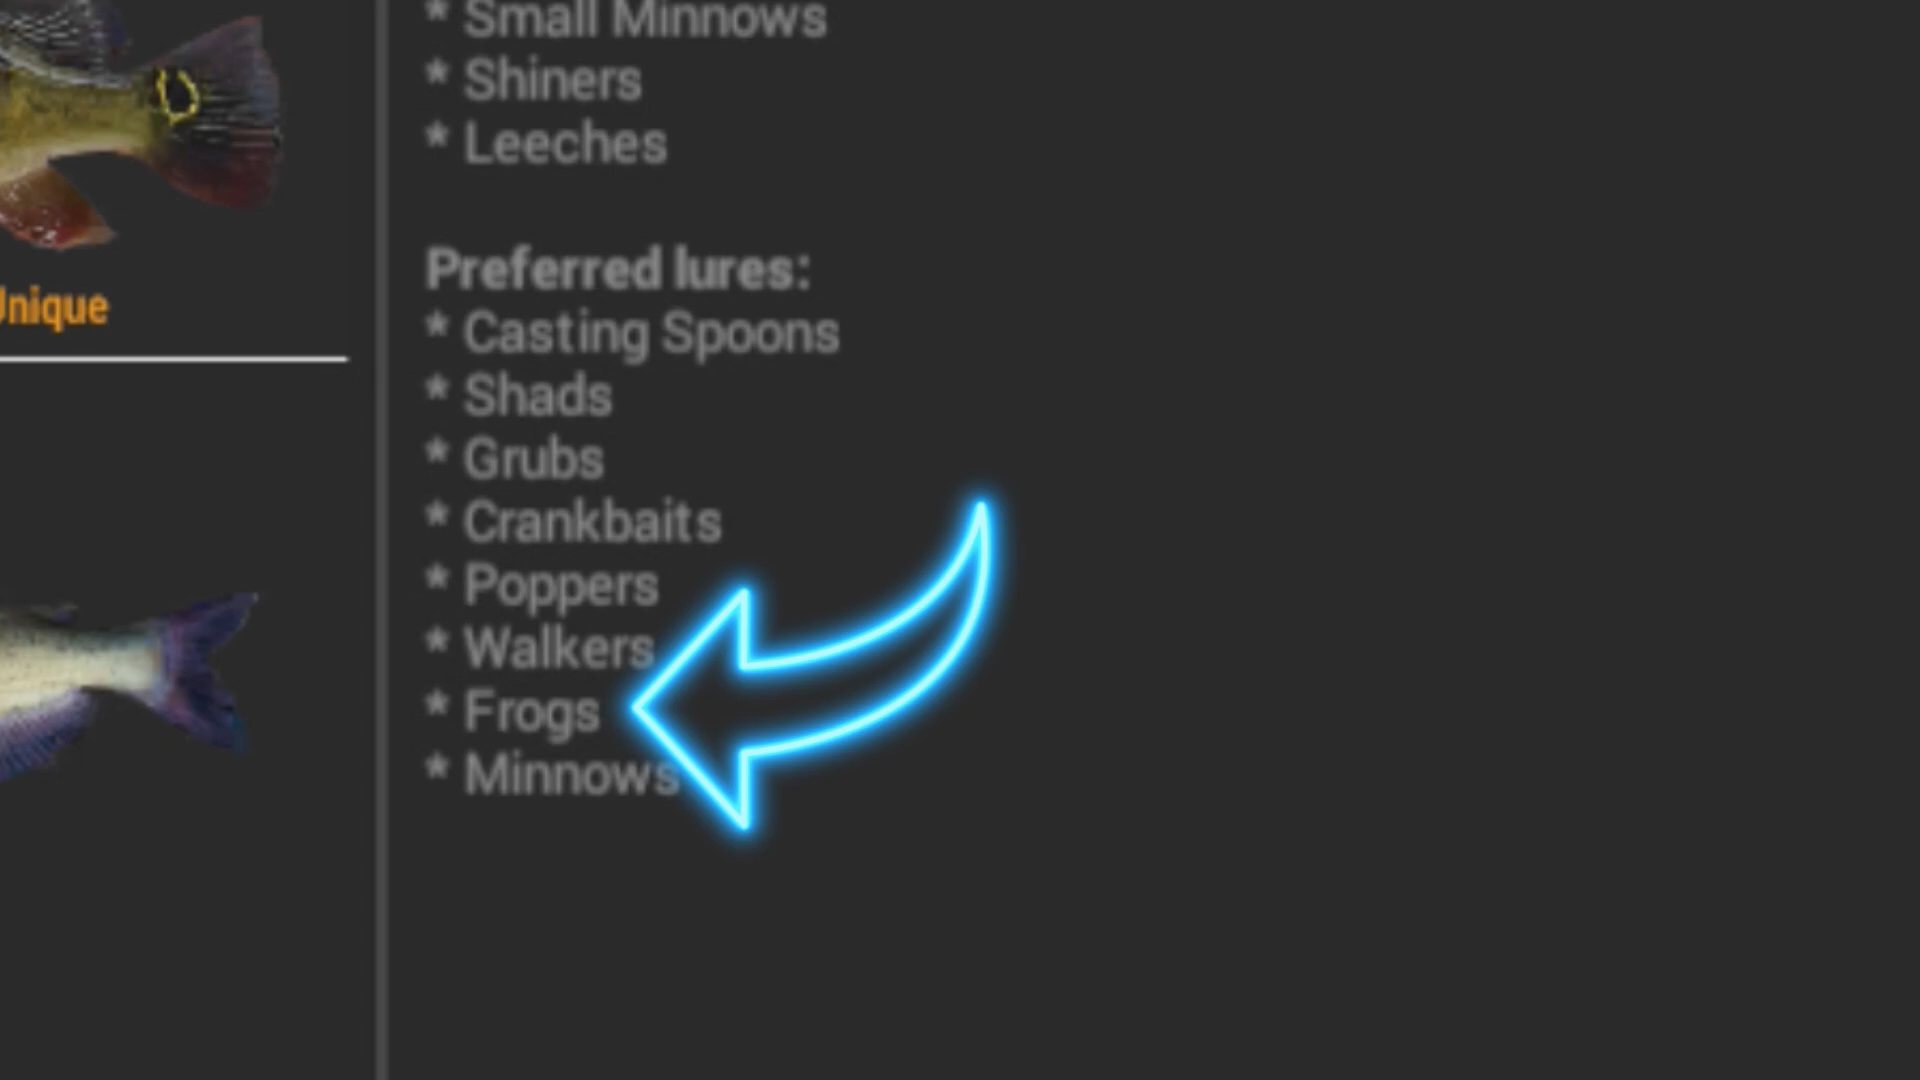 * Small Minnows
* Shiners
* Leeches
Preferred lures:
* Casting Spoons
* Shads
* Grubs
* Crankbaits
* Poppers
* Walkers
* Frogs
* Minnows
Unique